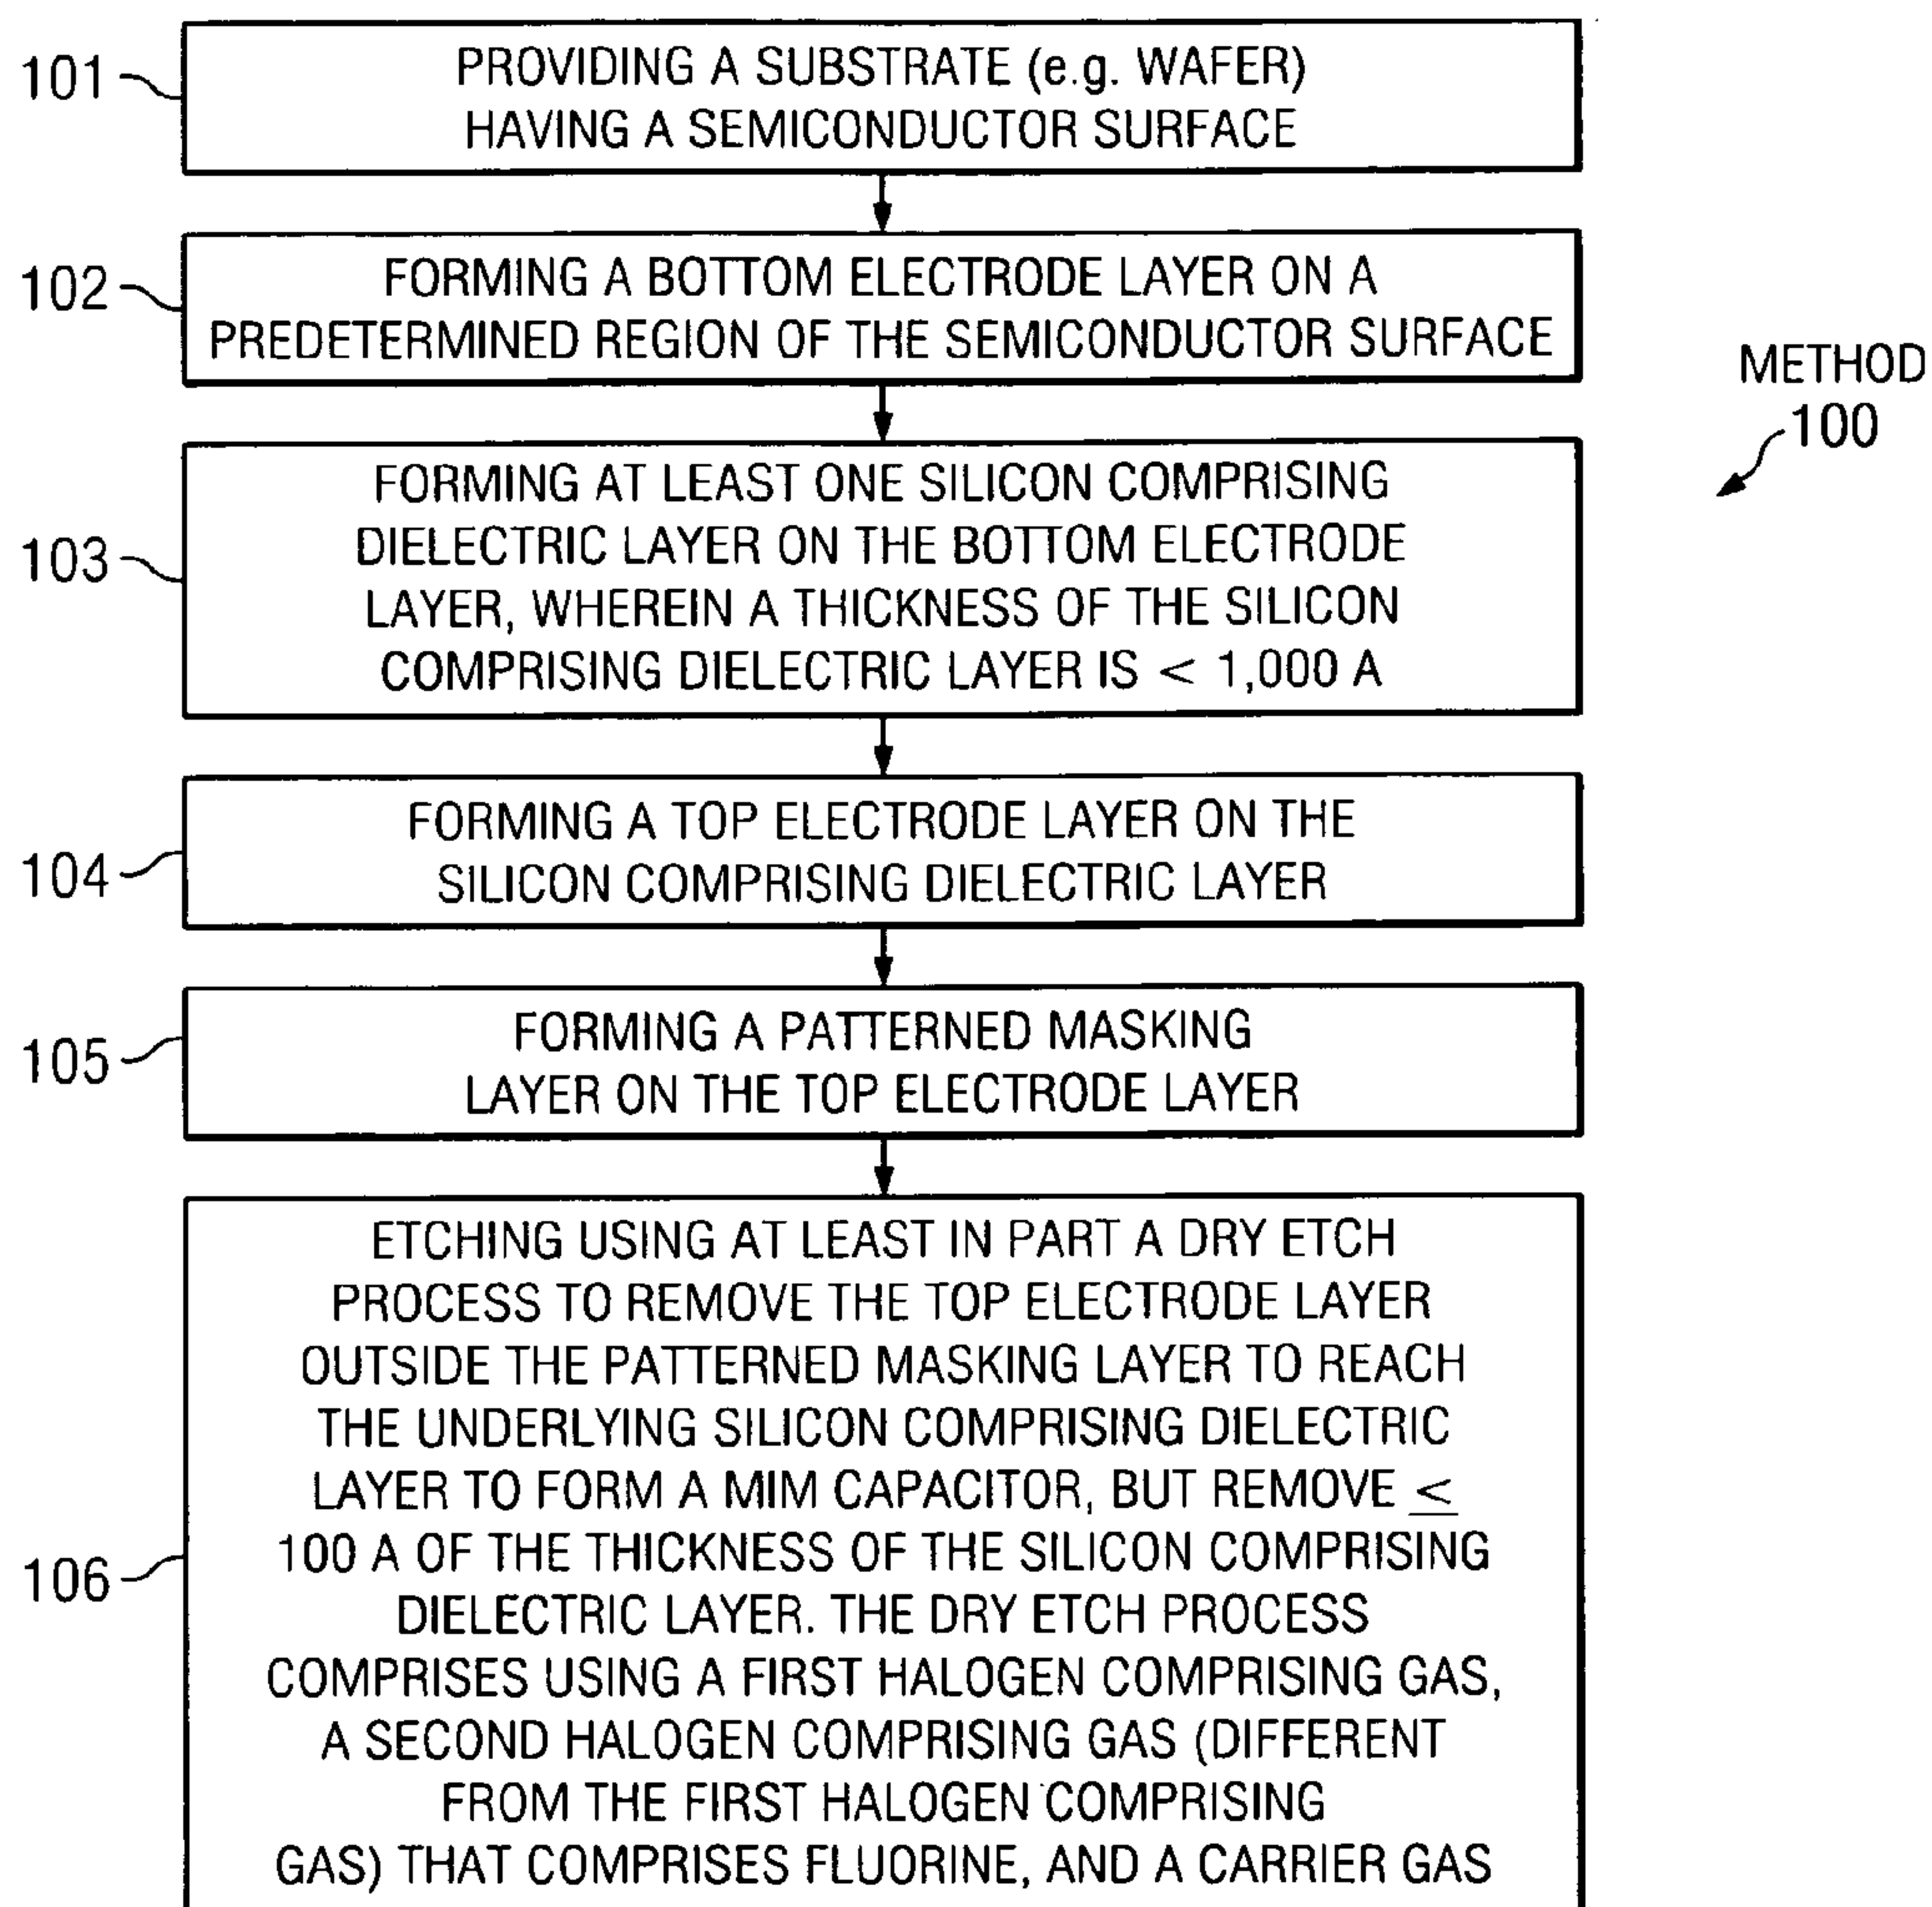 101
PROVIDING A SUBSTRATE (e.g. WAFER)
HAVING A SEMICONDUCTOR SURFACE
102
FORMING A BOTTOM ELECTRODE LAYER ON A
PREDETERMINED REGION OF THE SEMICONDUCTOR SURFACE
METHOD
100
103
FORMING AT LEAST ONE SILICON COMPRISING
DIELECTRIC LAYER ON THE BOTTOM ELECTRODE
LAYER, WHEREIN A THICKNESS OF THE SILICON
COMPRISING DIELECTRIC LAYER IS < 1,000 A
104
FORMING A TOP ELECTRODE LAYER ON THE
SILICON COMPRISING DIELECTRIC LAYER
105
FORMING A PATTERNED MASKING
LAYER ON THE TOP ELECTRODE LAYER
106
ETCHING USING AT LEAST IN PART A DRY ETCH
PROCESS TO REMOVE THE TOP ELECTRODE LAYER
OUTSIDE THE PATTERNED MASKING LAYER TO REACH
THE UNDERLYING SILICON COMPRISING DIELECTRIC
LAYER TO FORM A MIM CAPACITOR, BUT REMOVE ≤
100 A OF THE THICKNESS OF THE SILICON COMPRISING
DIELECTRIC LAYER. THE DRY ETCH PROCESS
COMPRISES USING A FIRST HALOGEN COMPRISING GAS,
A SECOND HALOGEN COMPRISING GAS (DIFFERENT
FROM THE FIRST HALOGEN COMPRISING
GAS) THAT COMPRISES FLUORINE, AND A CARRIER GAS